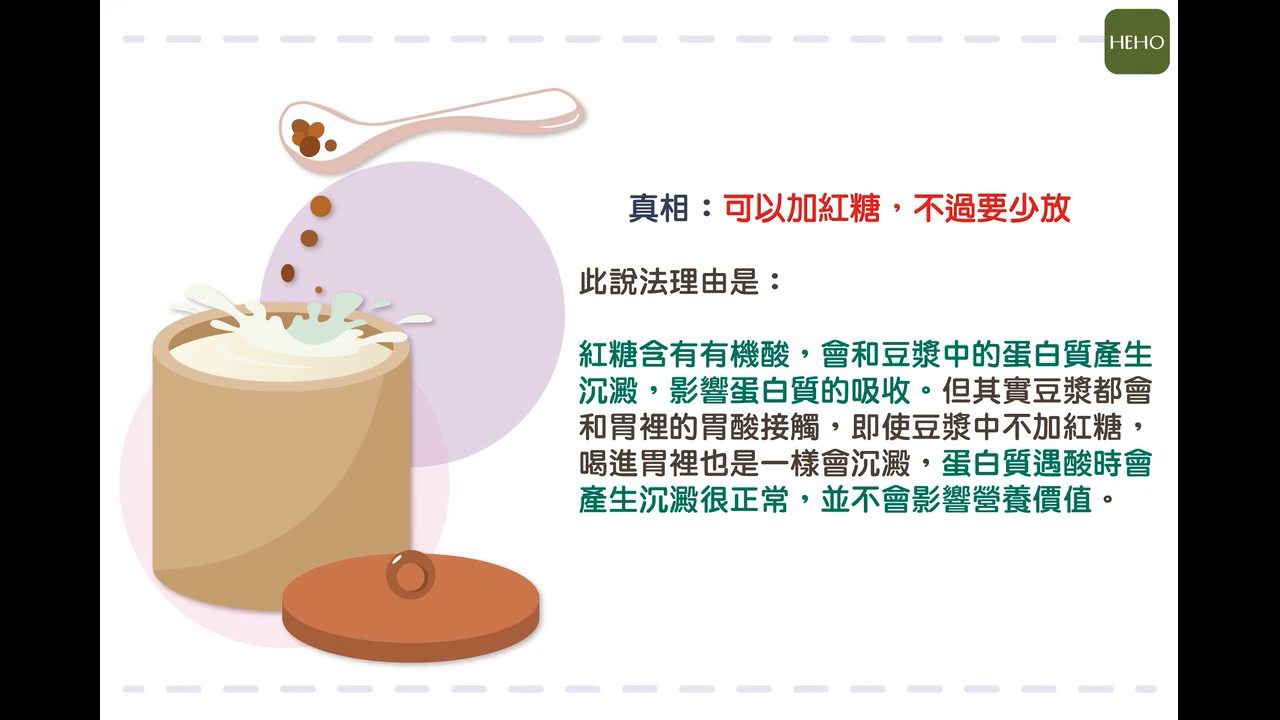 HEHO
真相：可以加紅糖，不過要少放
此說法理由是：
紅糖含有有機酸，會和豆漿中的蛋白質產生
沉澱，影響蛋白質的吸收。但其實豆漿都會
和胃裡的胃酸接觸，即使豆漿中不加紅糖，
喝進胃裡也是一樣會沉澱，蛋白質遇酸時會
產生沉澱很正常，並不會影響營養價值。